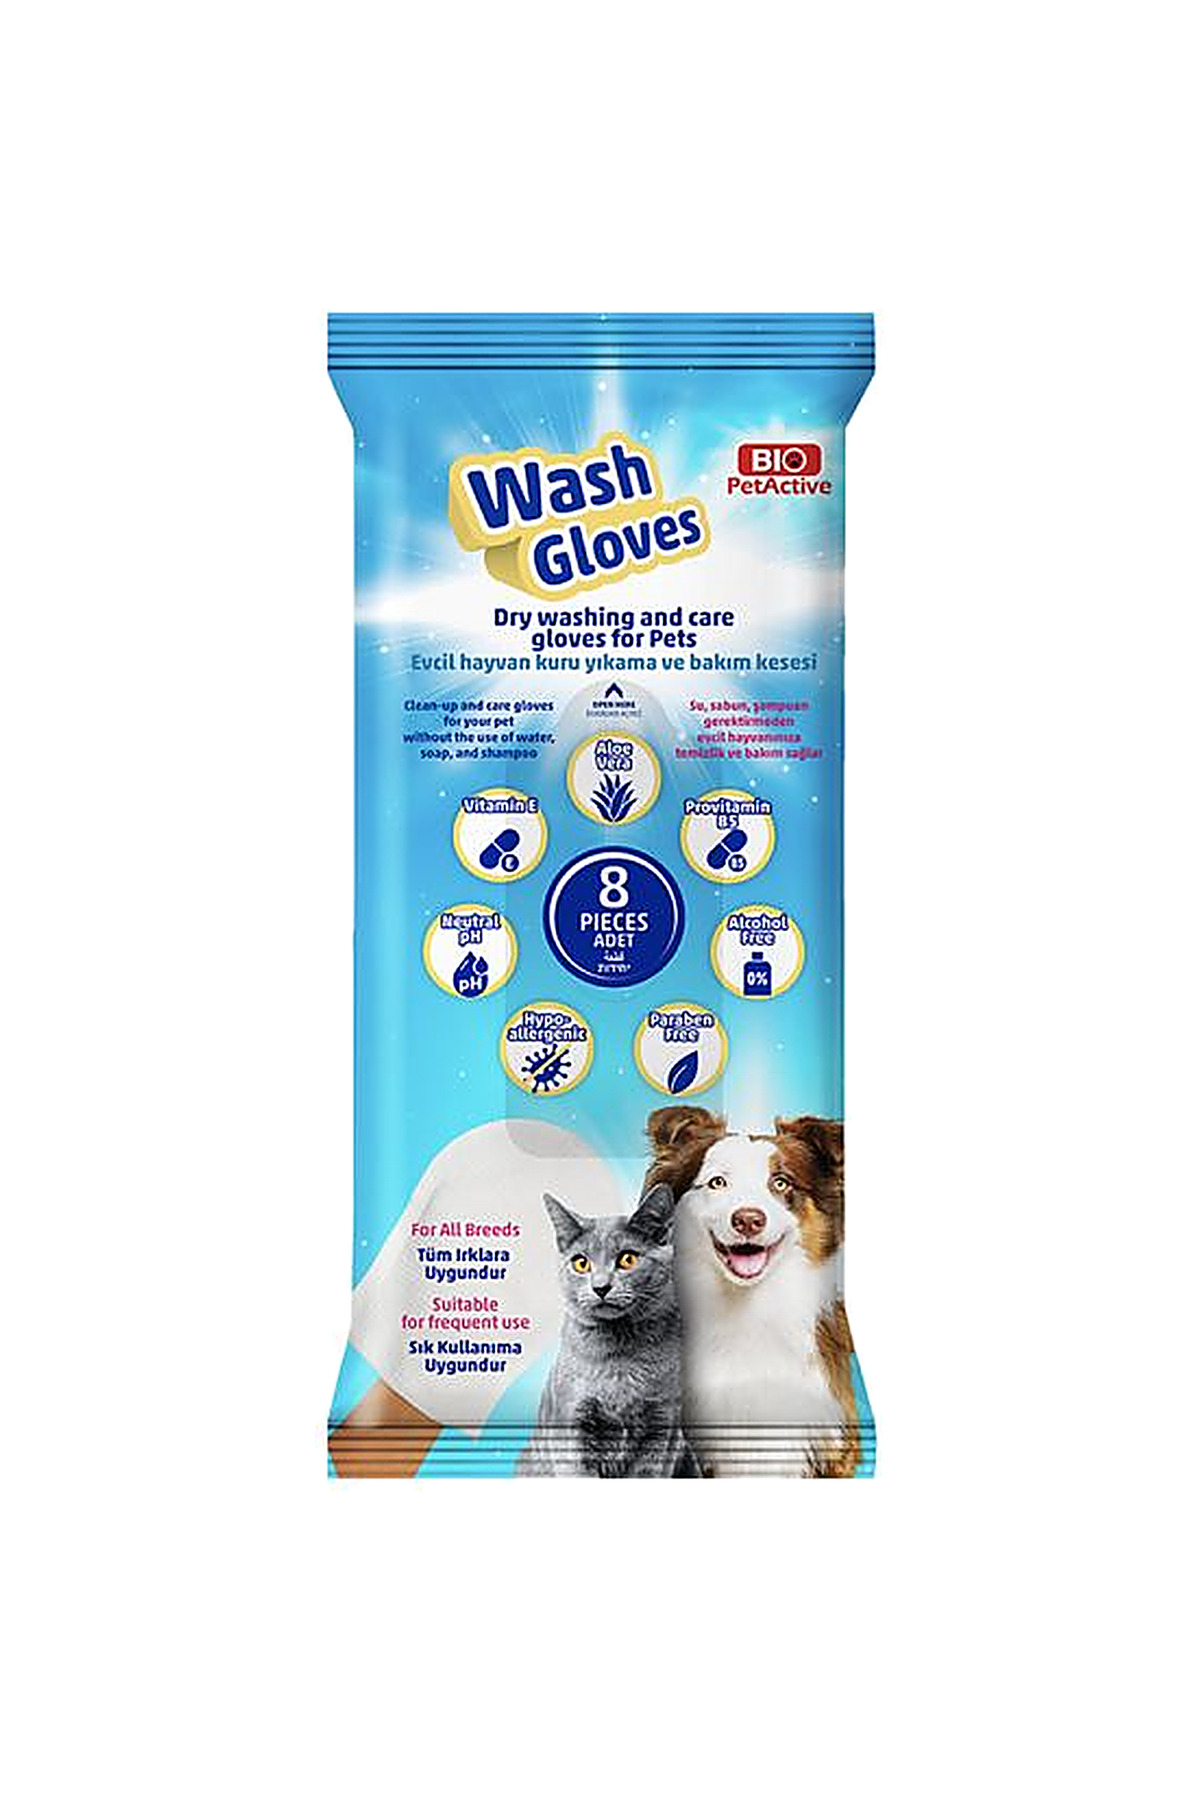 Wash
Gloves
BIO
PetActive
Dry washing and care
gloves for Pets
Evcil hayvan kuru yıkama ve bakım kesesi
Clean-up and care gloves
for your pet
without the use of water,
soap, and shampoo
OPEN HERE
Su, sabun, şampuan
gerektirmeden
evcil hayvanınıza
temizlik ve bakım sağlar
Aloe
Vera
Vitamin E
E
Provitamin
B5
B5
8
PIECES
ADET
קطعة
יחידות
Neutral
pH
pH
Alcohol
Free
0%
Hypo-
allergenic
Paraben
Free
For All Breeds
Tüm Irklara
Uygundur
Suitable
for frequent use
Sık Kullanıma
Uygundur